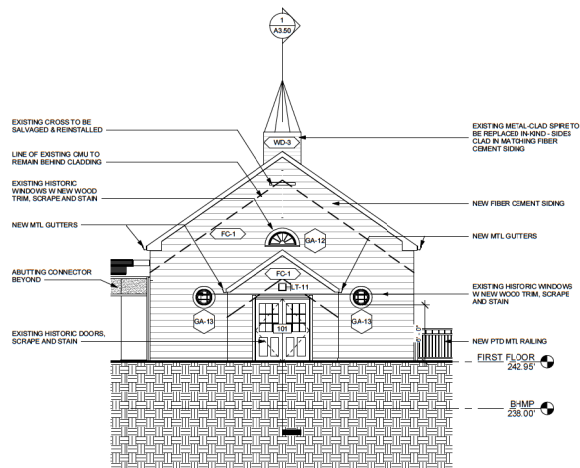 1
A3.50
EXISTING CROSS TO BE
SALVAGED & REINSTALLED
LINE OF EXISTING CMU TO
REMAIN BEHIND CLADDING
EXISTING HISTORIC
WINDOWS W NEW WOOD
TRIM, SCRAPE AND STAIN
NEW MTL GUTTERS
ABUTTING CONNECTOR
BEYOND
EXISTING HISTORIC DOORS,
SCRAPE AND STAIN
WD-3
FC-1
GA-12
FC-1
LT-11
GA-13
101
GA-13
EXISTING METAL-CLAD SPIRE TO
BE REPLACED IN-KIND - SIDES
CLAD IN MATCHING FIBER
CEMENT SIDING
NEW FIBER CEMENT SIDING
NEW MTL GUTTERS
EXISTING HISTORIC WINDOWS
W NEW WOOD TRIM, SCRAPE
AND STAIN
NEW PTD MTL RAILING
FIRST FLOOR
242.95'
BHMP
238.00'